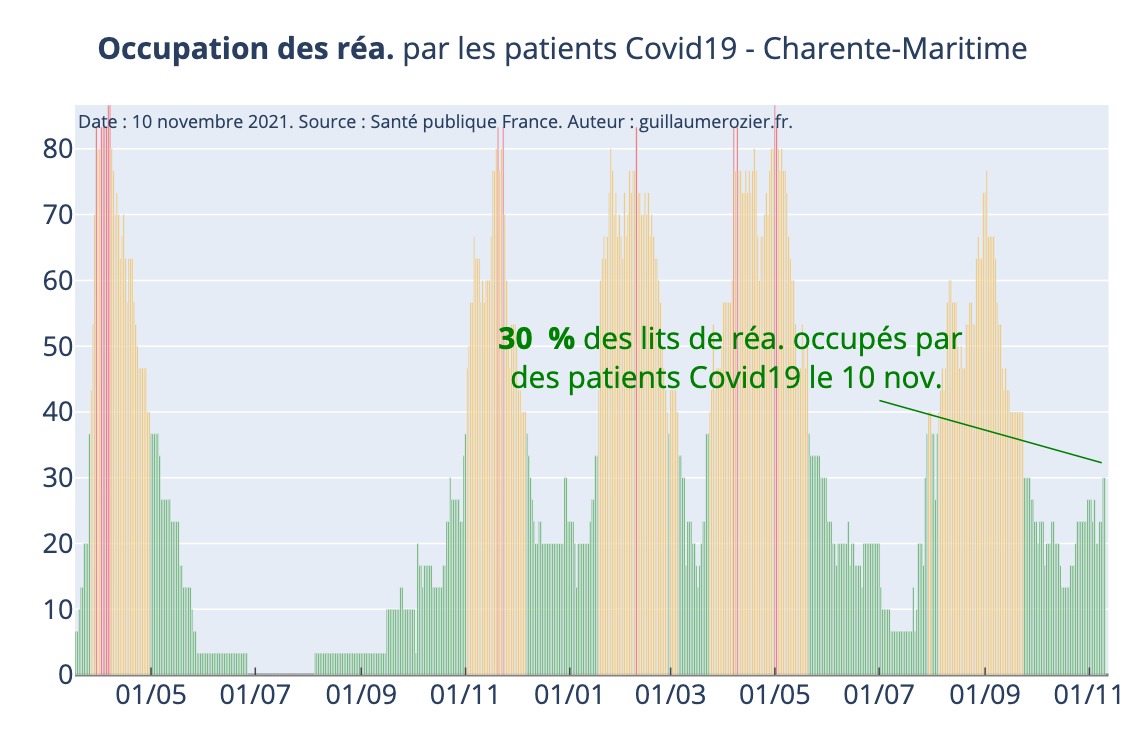 Occupation des réa. par les patients Covid19 - Charente-Maritime
Date : 10 novembre 2021. Source : Santé publique France. Auteur : guillaumerozier.fr.
80
70
60
50
40
30
20
10
0
30 % des lits de réa. occupés par
des patients Covid19 le 10 nov.
01/05 01/07 01/09 01/11 01/01 01/03 01/05 01/07 01/09 01/11